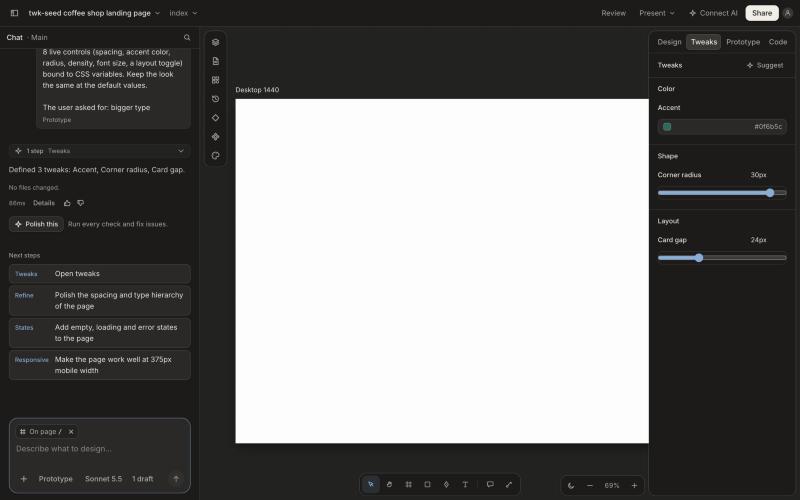 twk-seed coffee shop landing page
index
Review
Present
Connect AI
Share
Chat
· Main
8 live controls (spacing, accent color,
radius, density, font size, a layout toggle)
bound to CSS variables. Keep the look
the same at the default values.
The user asked for: bigger type
Prototype
1 step
Tweaks
Defined 3 tweaks: Accent, Corner radius, Card gap.
No files changed.
86ms
Details
Polish this
Run every check and fix issues.
Next steps
Tweaks
Open tweaks
Refine
Polish the spacing and type hierarchy
of the page
States
Add empty, loading and error states
to the page
Responsive
Make the page work well at 375px
mobile width
On page /
Describe what to design...
Prototype
Sonnet 5.5
1 draft
Desktop 1440
69%
Design
Tweaks
Prototype
Code
Tweaks
Suggest
Color
Accent
#0f6b5c
Shape
Corner radius
30px
Layout
Card gap
24px